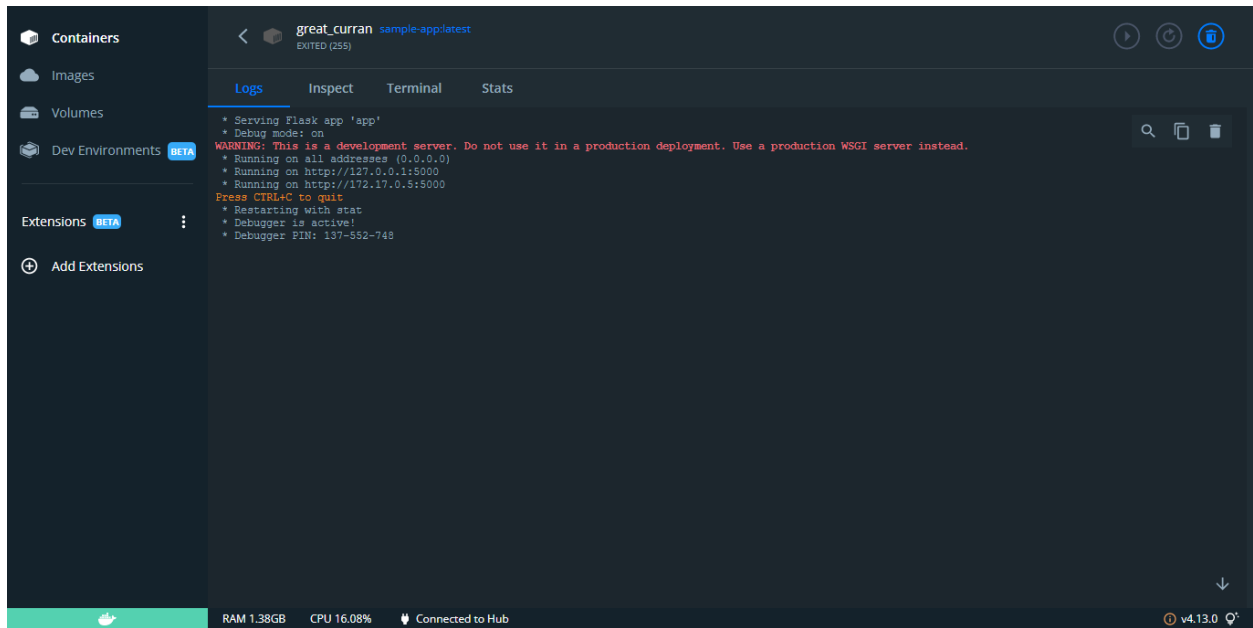 Containers
Images
Volumes
Dev Environments BETA
Extensions BETA
Add Extensions
great_curran sample-app:latest
EXITED (255)
Logs Inspect Terminal Stats
* Serving Flask app 'app'
* Debug mode: on
WARNING: This is a development server. Do not use it in a production deployment. Use a production WSGI server instead.
* Running on all addresses (0.0.0.0)
* Running on http://127.0.0.1:5000
* Running on http://172.17.0.5:5000
Press CTRL+C to quit
* Restarting with stat
* Debugger is active!
* Debugger PIN: 137-552-748
RAM 1.38GB CPU 16.08% Connected to Hub v4.13.0